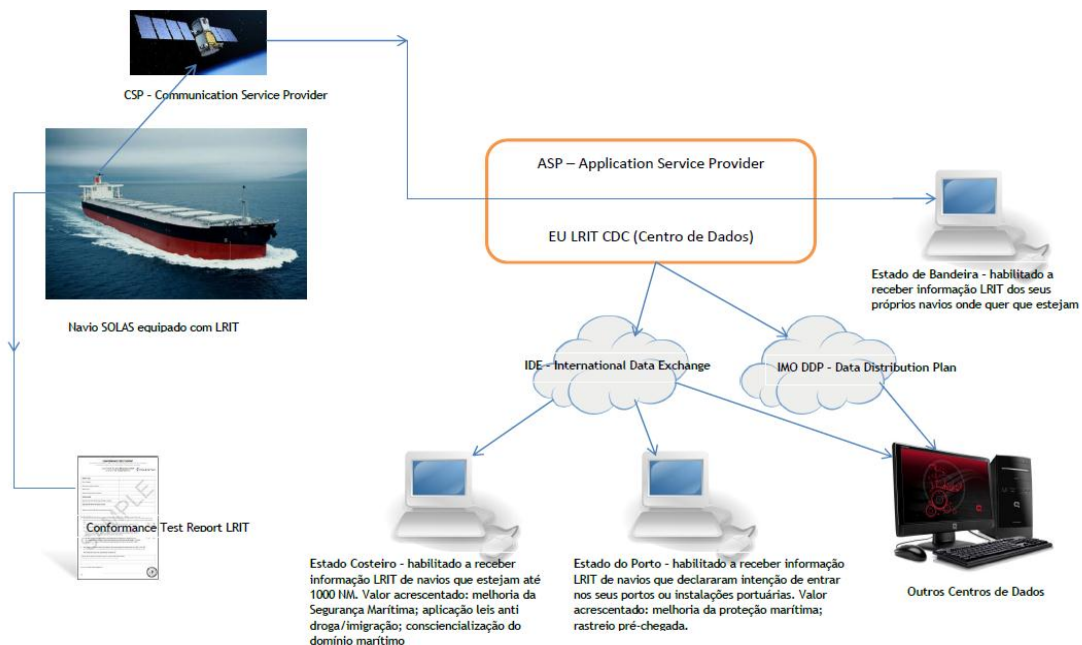 CSP - Communication Service Provider
ASP – Application Service Provider
EU LRIT CDC (Centro de Dados)
Estado de Bandeira - habilitado a
receber informação LRIT dos seus
próprios navios onde quer que estejam
Navio SOLAS equipado com LRIT
IDE - International Data Exchange
IMO DDP - Data Distribution Plan
SAMPLE
Conformance Test Report LRIT
Estado Costeiro - habilitado a receber
informação LRIT de navios que estejam até
1000 NM. Valor acrescentado: melhoria da
Segurança Marítima; aplicação leis anti
droga/imigração; consciencialização do
domínio marítimo
Estado do Porto - habilitado a receber informação
LRIT de navios que declararam intenção de entrar
nos seus portos ou instalações portuárias. Valor
acrescentado: melhoria da proteção marítima;
rastreio pré-chegada.
Outros Centros de Dados